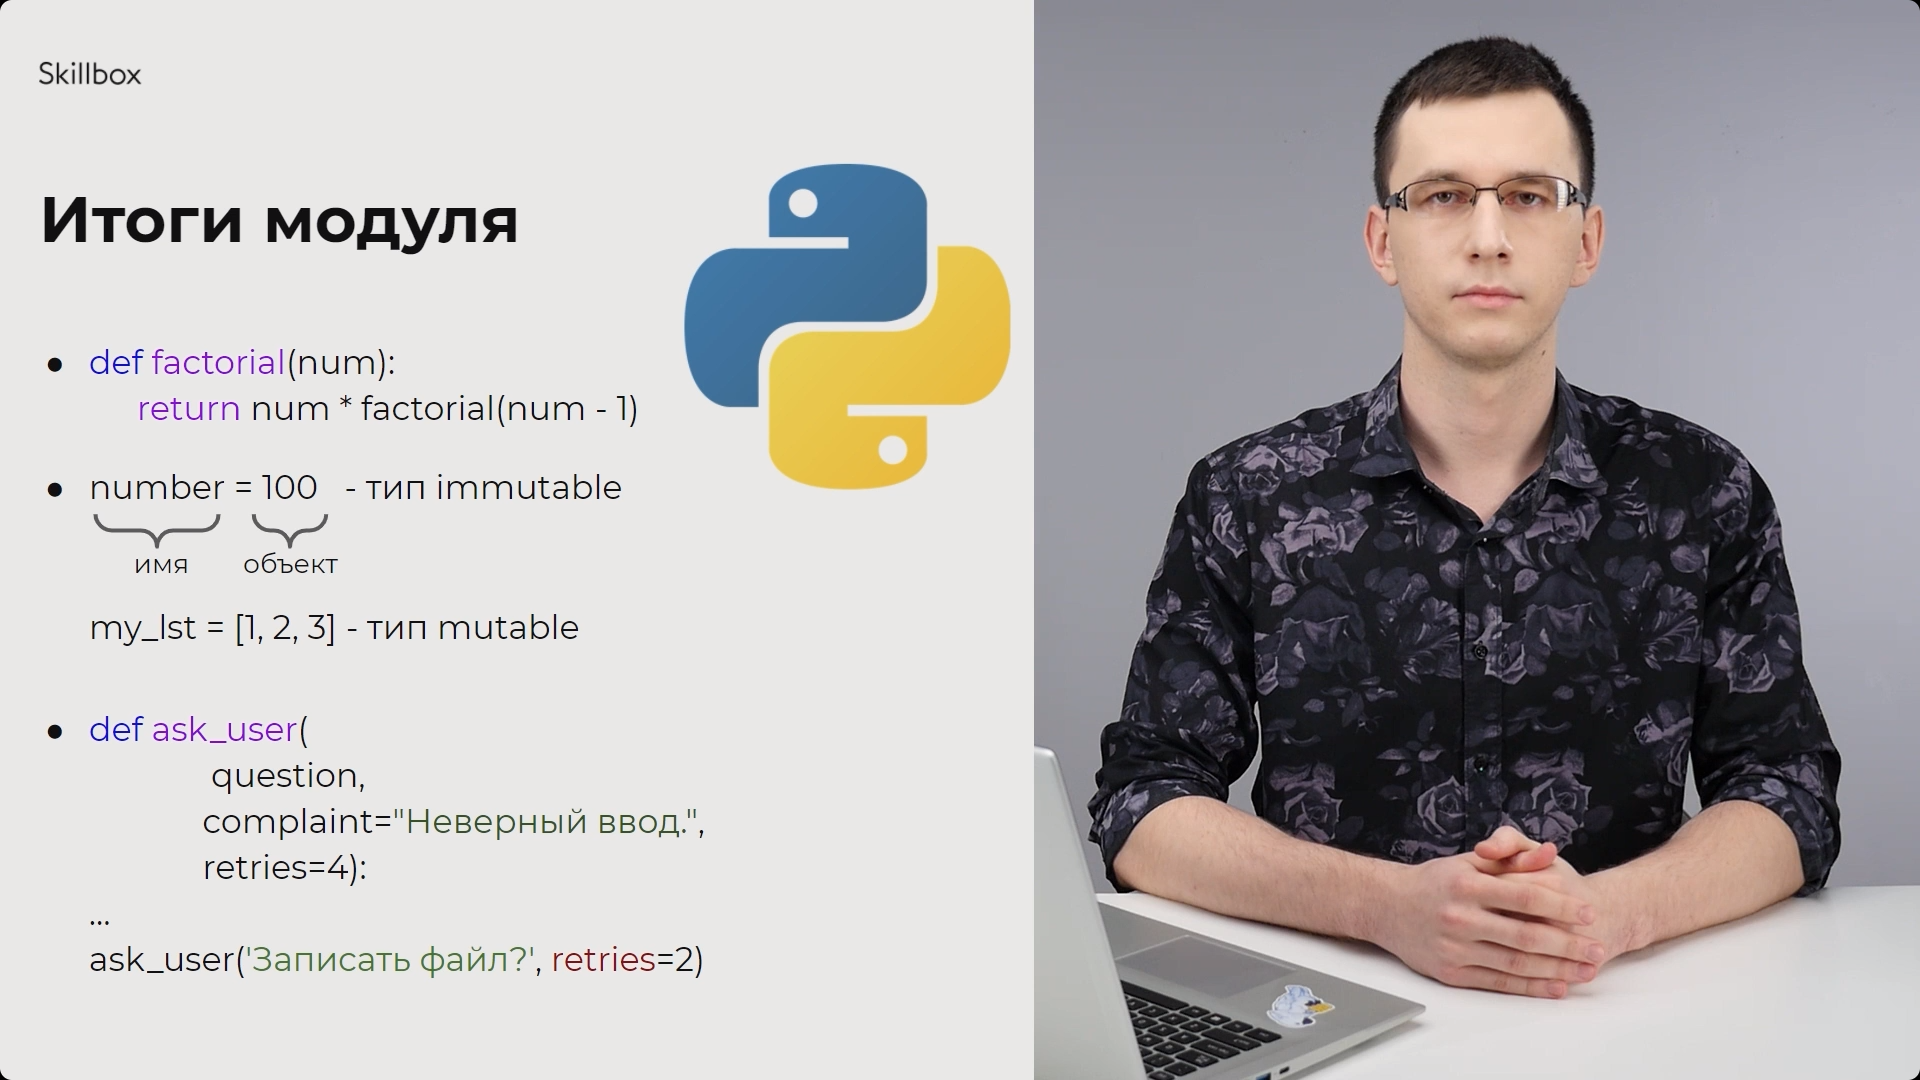 Skillbox
Итоги модуля
● def factorial(num):
return num * factorial(num - 1)
● number = 100 - тип immutable
имя объект
my_lst = [1, 2, 3] - тип mutable
● def ask_user(
question,
complaint="Неверный ввод.",
retries=4):
...
ask_user('Записать файл?', retries=2)